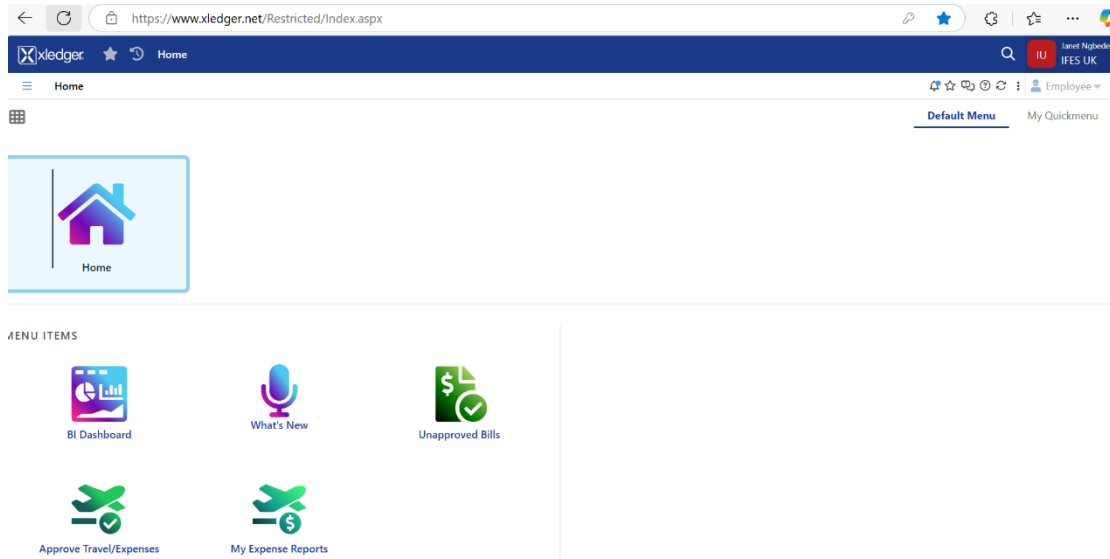 https://www.xledger.net/Restricted/Index.aspx
xledger Home
IU
Janet Ngbede
IFES UK
Home
Employee
Default Menu
My Quickmenu
Home
MENU ITEMS
BI Dashboard
What's New
Unapproved Bills
Approve Travel/Expenses
My Expense Reports